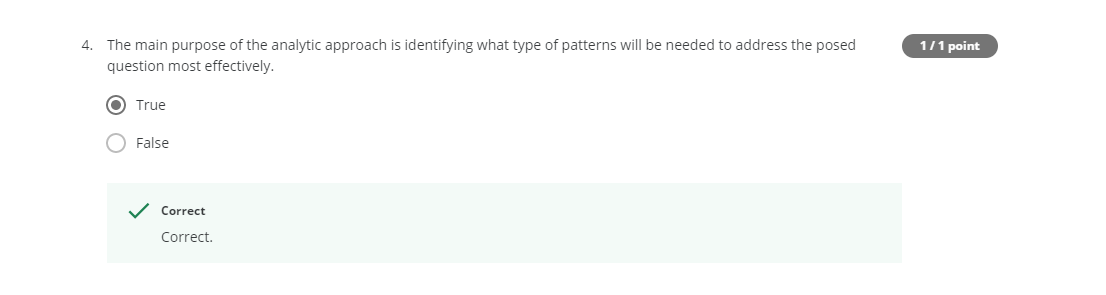 4. The main purpose of the analytic approach is identifying what type of patterns will be needed to address the posed
question most effectively.
1 / 1 point
True
False
Correct
Correct.